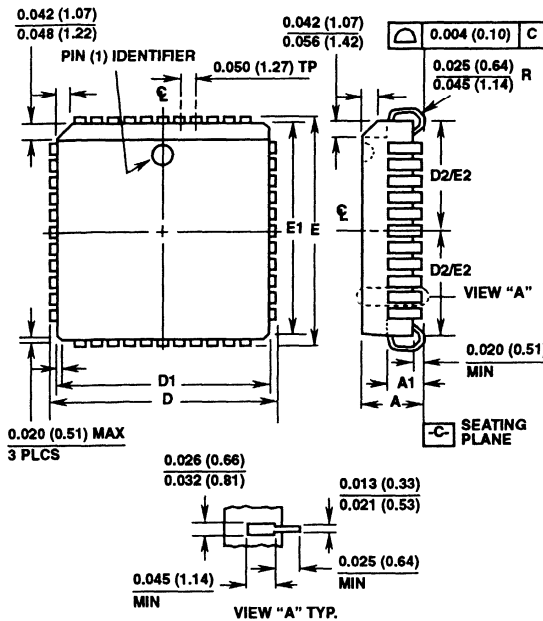 0.042 (1.07)
0.048 (1.22)
PIN (1) IDENTIFIER
0.050 (1.27) TP
℄
0.042 (1.07)
0.056 (1.42)
0.004 (0.10) C
0.025 (0.64)
0.045 (1.14)
R
D2/E2
℄
E1 E
D2/E2
VIEW "A"
0.020 (0.51)
MIN
D1
D
A1
A
0.020 (0.51) MAX
3 PLCS
-C- SEATING
PLANE
0.026 (0.66)
0.032 (0.81)
0.013 (0.33)
0.021 (0.53)
0.045 (1.14)
MIN
0.025 (0.64)
MIN
VIEW "A" TYP.